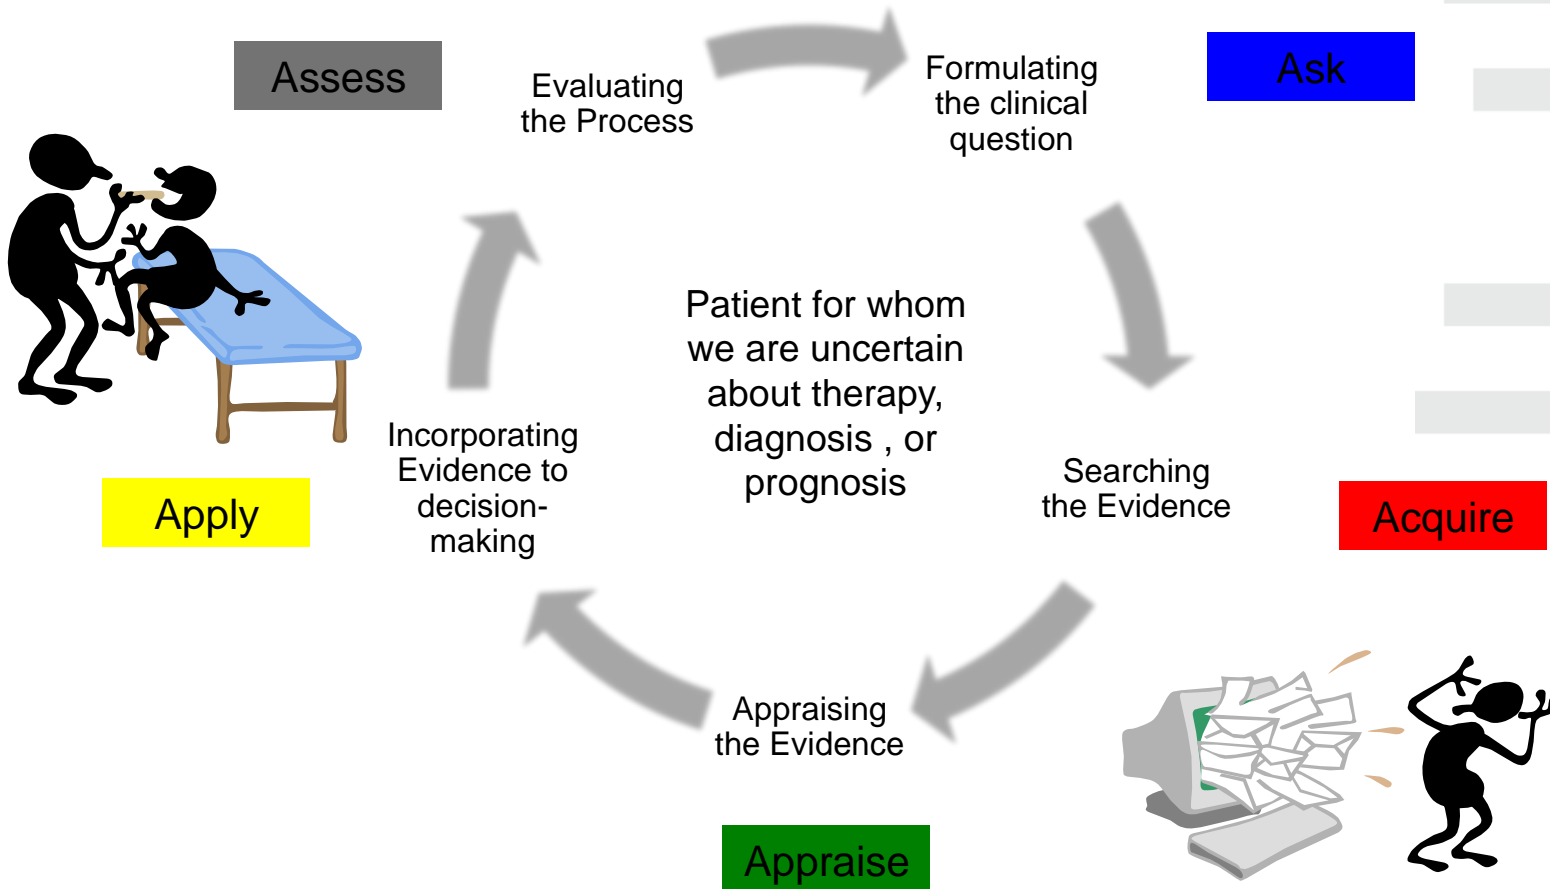 Assess
Evaluating
the Process
Formulating
the clinical
question
Ask
Patient for whom
we are uncertain
about therapy,
diagnosis , or
prognosis
Incorporating
Evidence to
decision-
making
Apply
Searching
the Evidence
Acquire
Appraising
the Evidence
Appraise